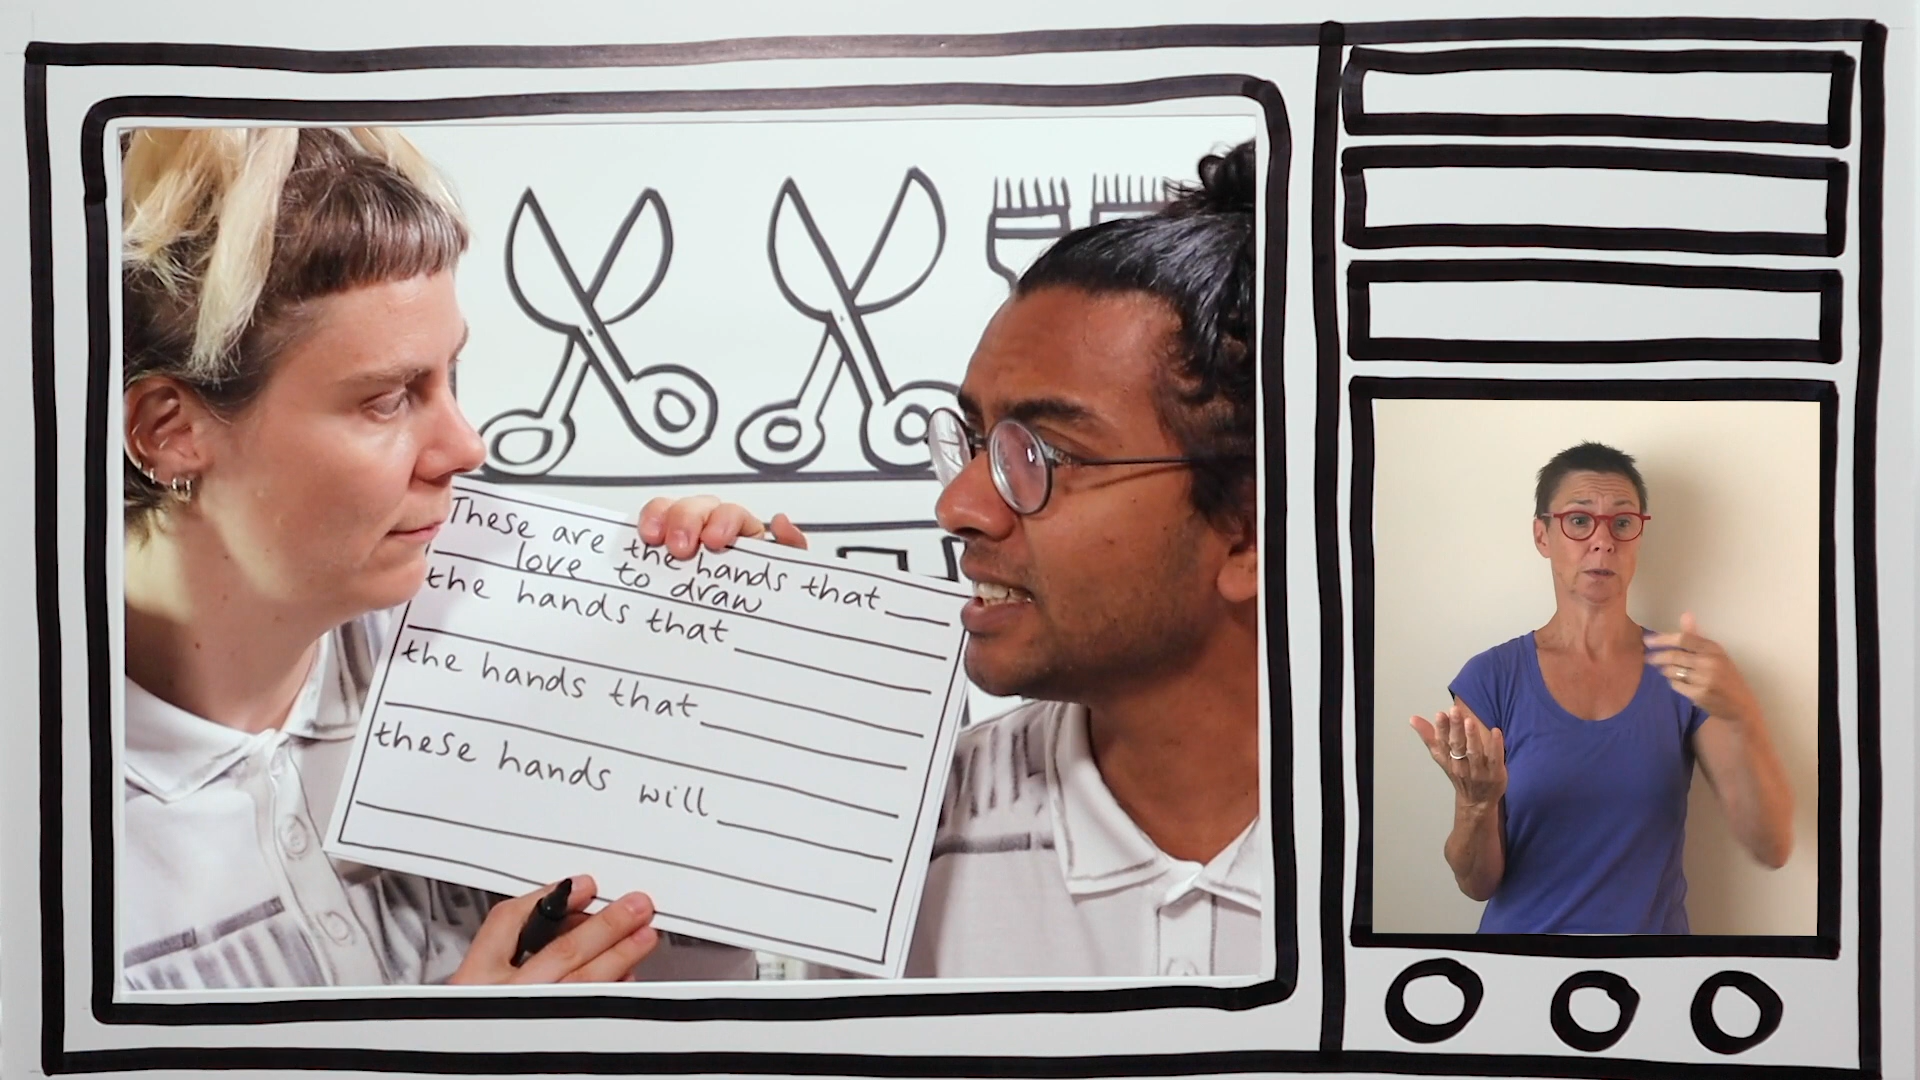 These are the hands that
love to draw
the hands that
the hands that
these hands will